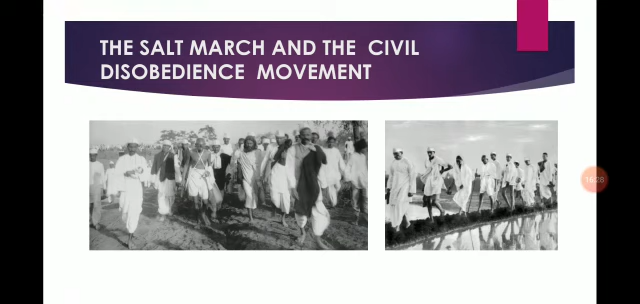 THE SALT MARCH AND THE CIVIL
DISOBEDIENCE MOVEMENT